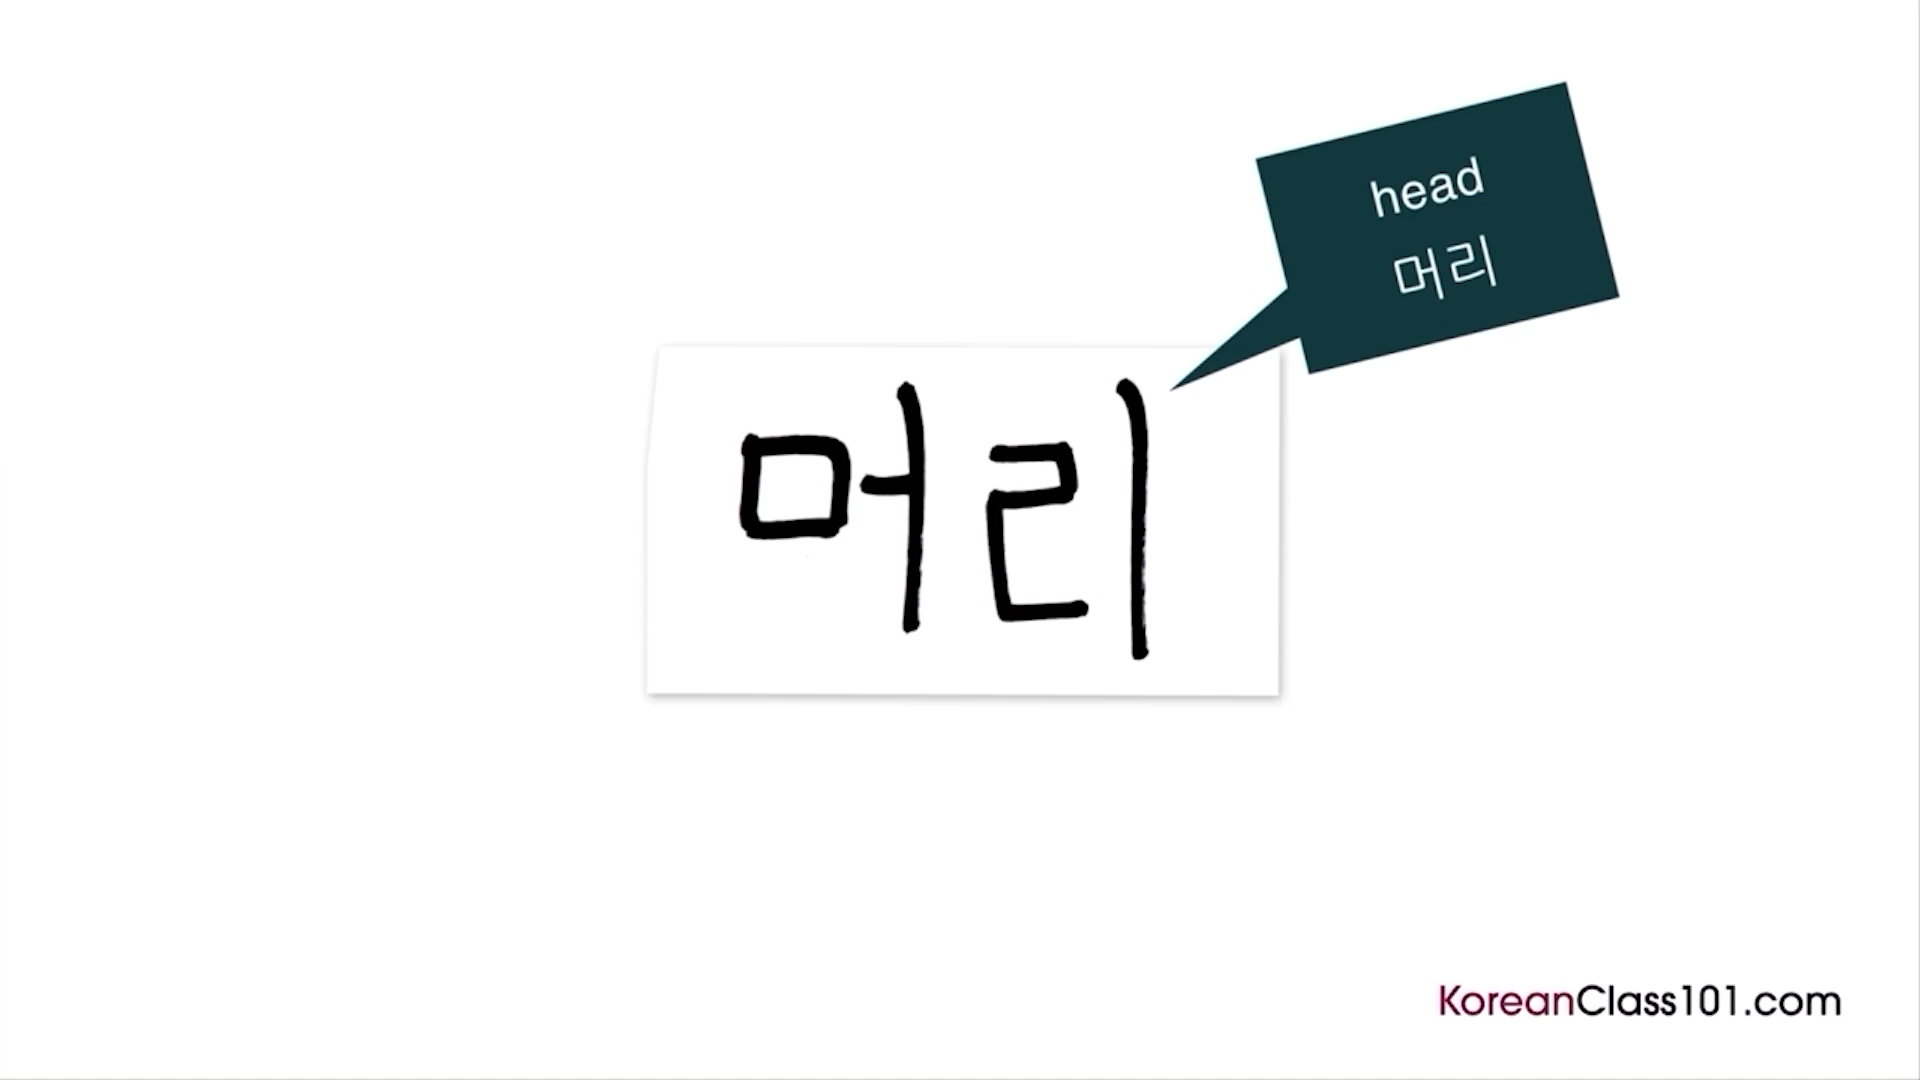 head
머리
머리
KoreanClass101.com